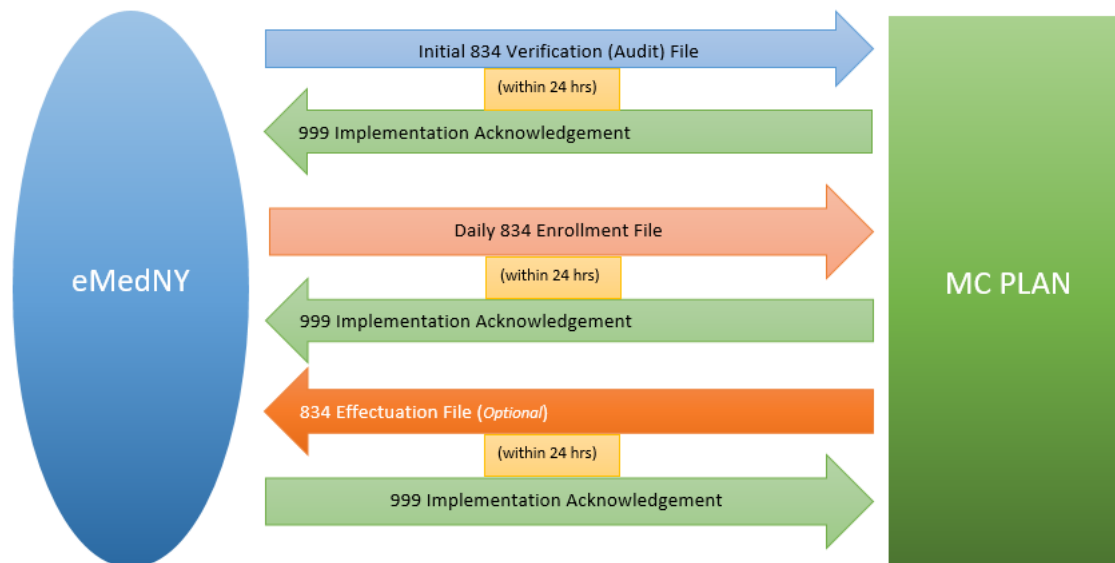 Initial 834 Verification (Audit) File
(within 24 hrs)
999 Implementation Acknowledgement
Daily 834 Enrollment File
eMedNY
(within 24 hrs)
MC PLAN
999 Implementation Acknowledgement
834 Effectuation File (Optional)
(within 24 hrs)
999 Implementation Acknowledgement